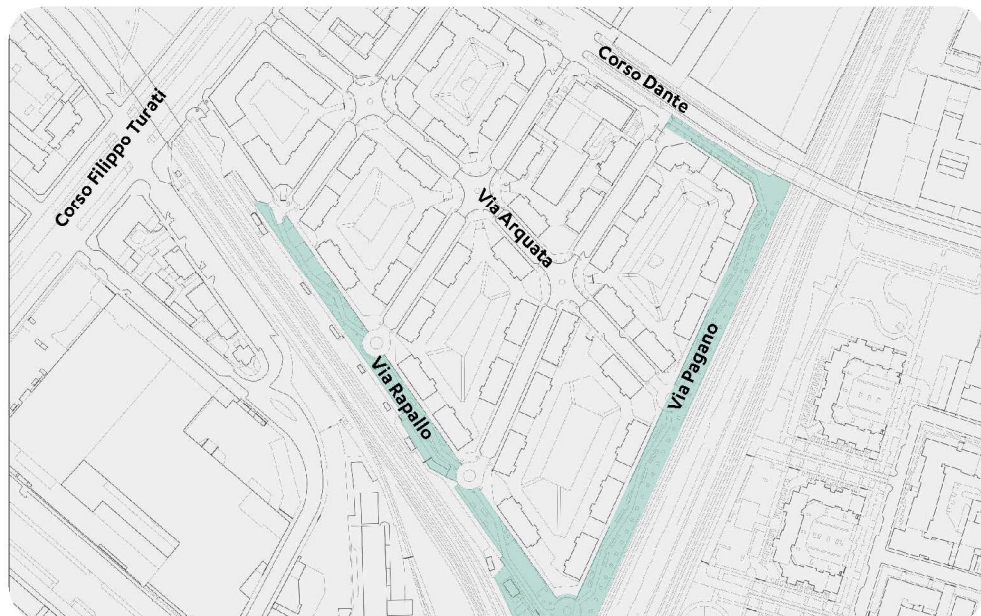 Corso Dante
Corso Filippo Turati
Via Arquata
Via Pagano
Via Rapallo